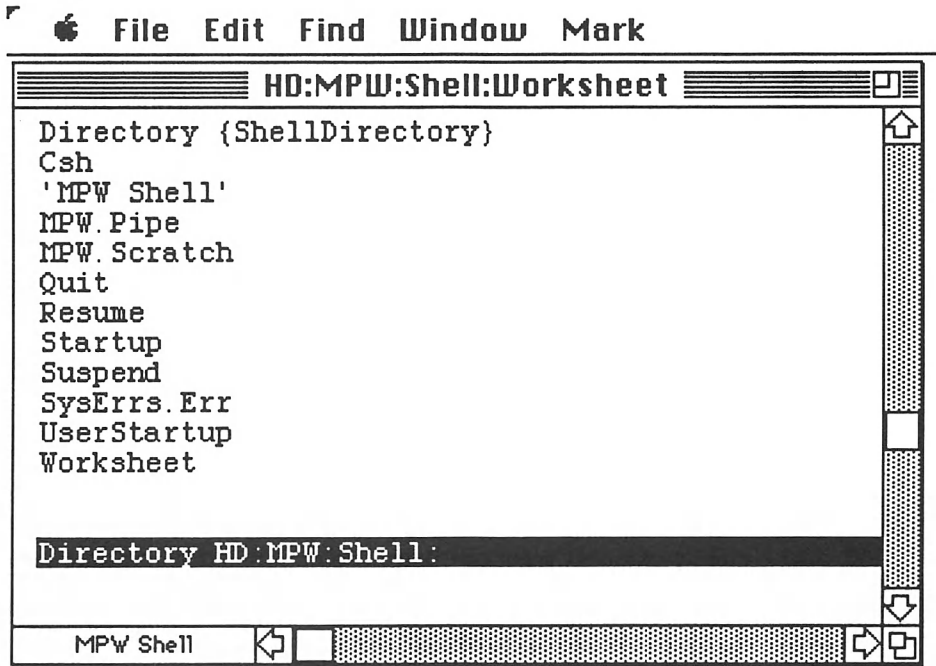 File Edit Find Window Mark
HD:MPW:Shell:Worksheet
Directory {ShellDirectory}
Csh
'MPW Shell'
MPW.Pipe
MPW.Scratch
Quit
Resume
Startup
Suspend
SysErrs.Err
UserStartup
Worksheet
Directory HD:MPW:Shell:
MPW Shell